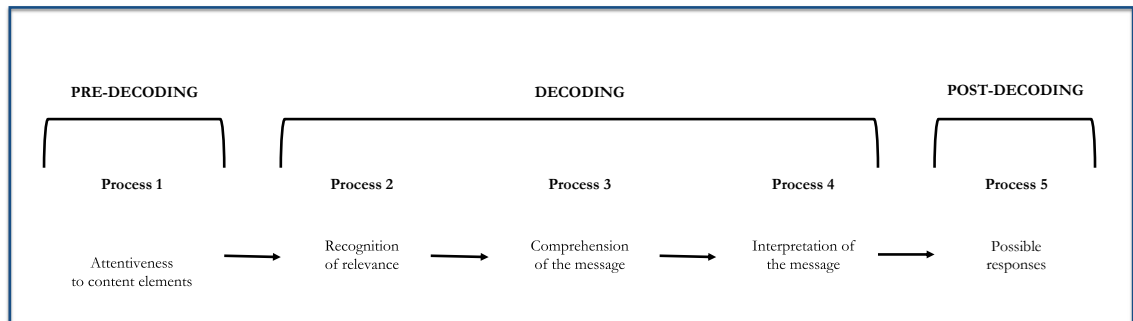 PRE-DECODING
DECODING
POST-DECODING
Process 1
Process 2
Process 3
Process 4
Process 5
Attentiveness
to content elements
Recognition
of relevance
Comprehension
of the message
Interpretation of
the message
Possible
responses